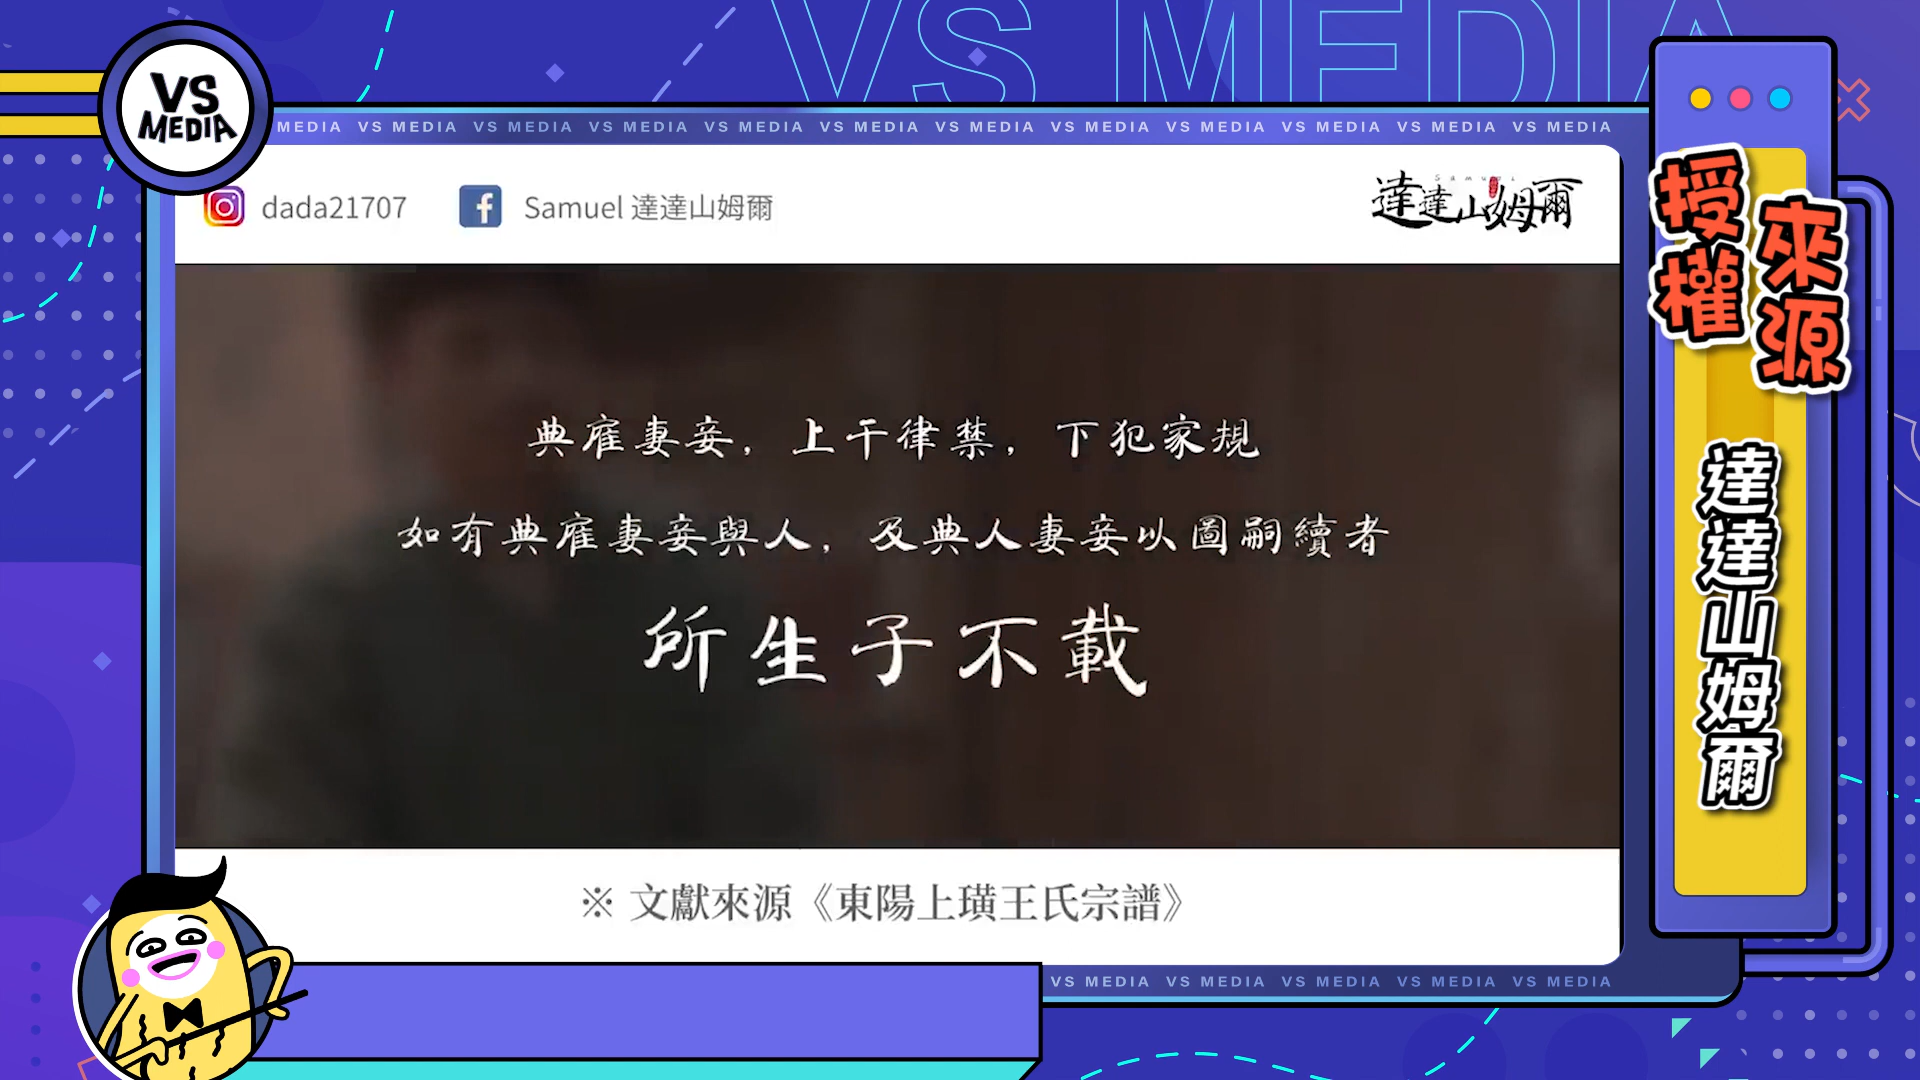 VS MEDIA
VS MEDIA
MEDIA VS MEDIA VS MEDIA VS MEDIA VS MEDIA VS MEDIA VS MEDIA VS MEDIA VS MEDIA VS MEDIA VS MEDIA VS MEDIA
dada21707 Samuel 達達山姆爾
Samuel
達達山姆爾
授權
來源
達達山姆爾
典雇妻妾，上干律禁，下犯家規
如有典雇妻妾與人，及典人妻妾以圖嗣續者
所生子不載
※ 文獻來源《東陽上璜王氏宗譜》
VS MEDIA VS MEDIA VS MEDIA VS MEDIA VS MEDIA